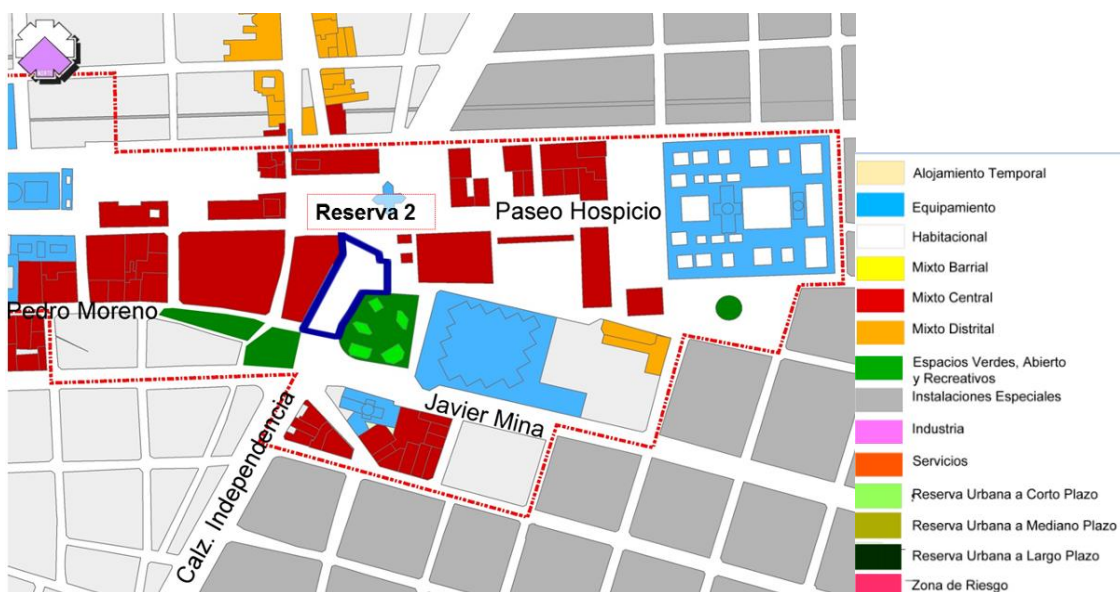 Reserva 2
Paseo Hospicio
Pedro Moreno
Javier Mina
Calz. Independencia
Alojamiento Temporal
Equipamiento
Habitacional
Mixto Barrial
Mixto Central
Mixto Distrital
Espacios Verdes, Abierto
y Recreativos
Instalaciones Especiales
Industria
Servicios
Reserva Urbana a Corto Plazo
Reserva Urbana a Mediano Plazo
Reserva Urbana a Largo Plazo
Zona de Riesgo